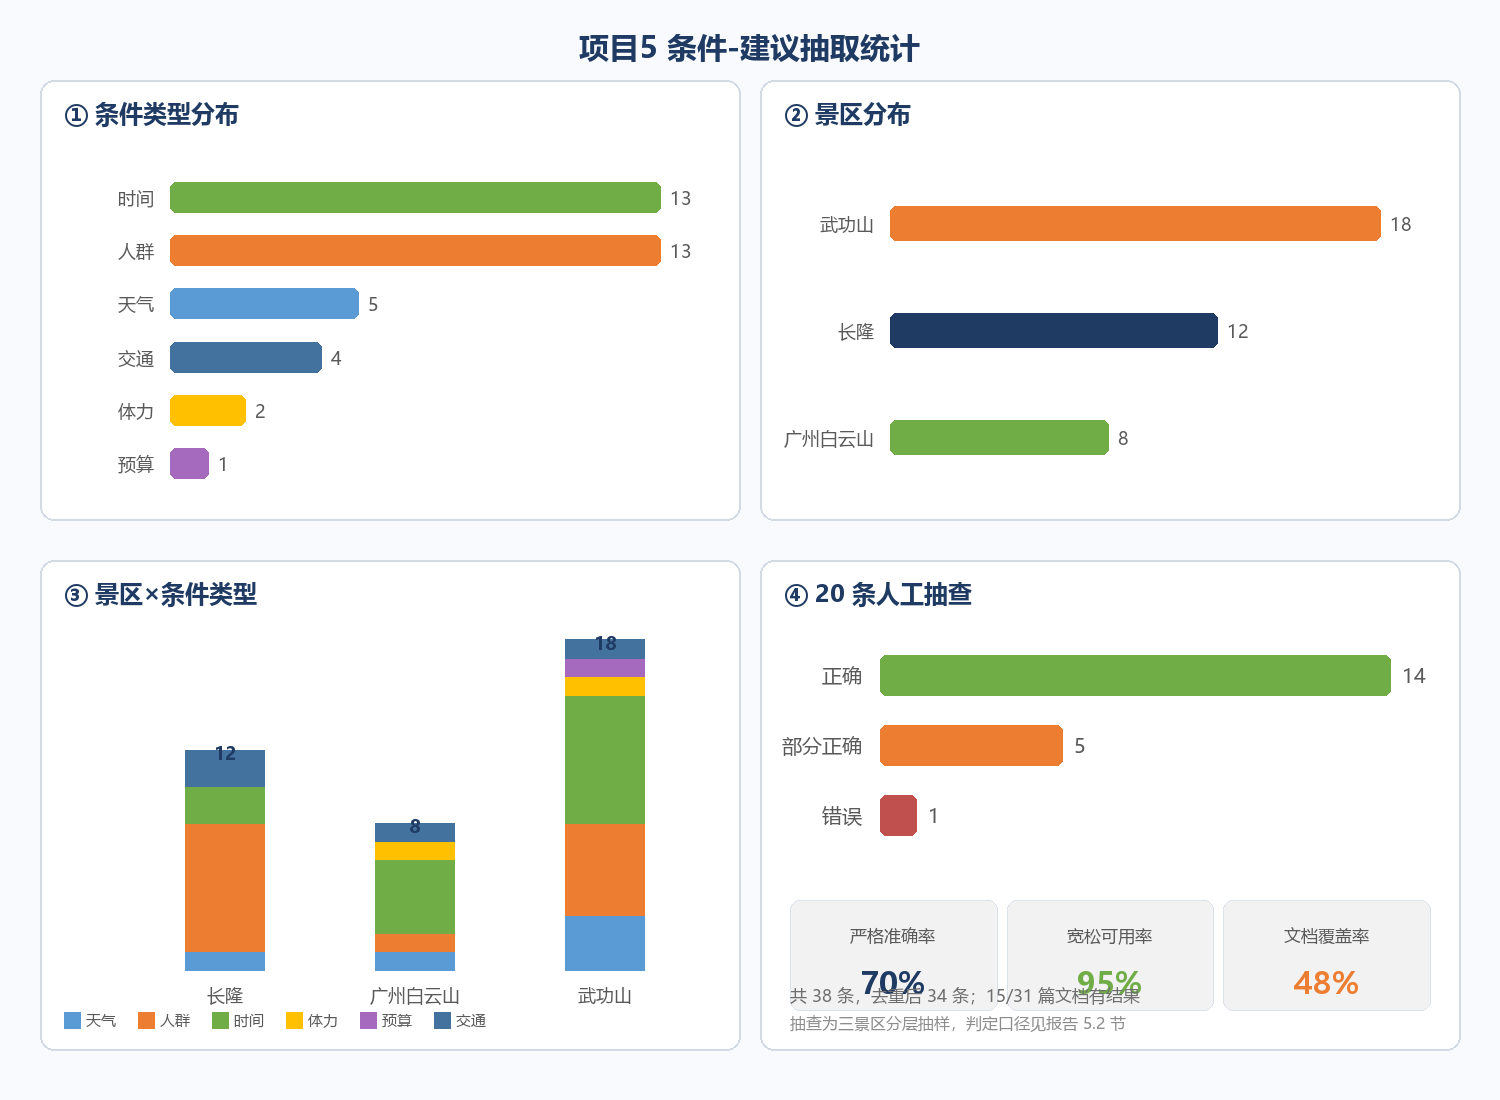 项目5 条件-建议抽取统计
① 条件类型分布
时间 13
人群 13
天气 5
交通 4
体力 2
预算 1
② 景区分布
武功山 18
长隆 12
广州白云山 8
③ 景区×条件类型
18
12
8
长隆 广州白云山 武功山
天气 人群 时间 体力 预算 交通
④ 20 条人工抽查
正确 14
部分正确 5
错误 1
严格准确率 宽松可用率 文档覆盖率
70% 95% 48%
共 38 条，去重后 34 条；15/31 篇文档有结果
抽查为三景区分层抽样，判定口径见报告 5.2 节